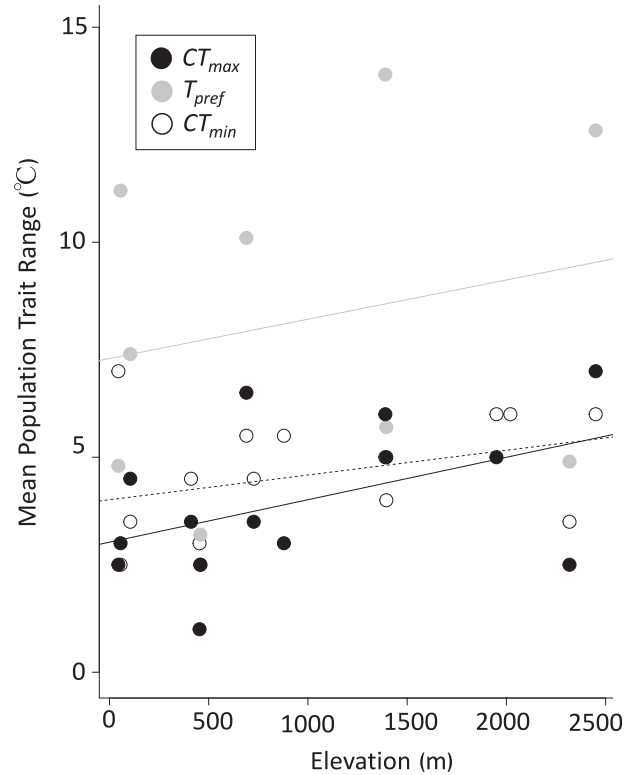 15
10
5
0
Mean Population Trait Range (°C)
CTmax
Tpref
CTmin
0 500 1000 1500 2000 2500
Elevation (m)